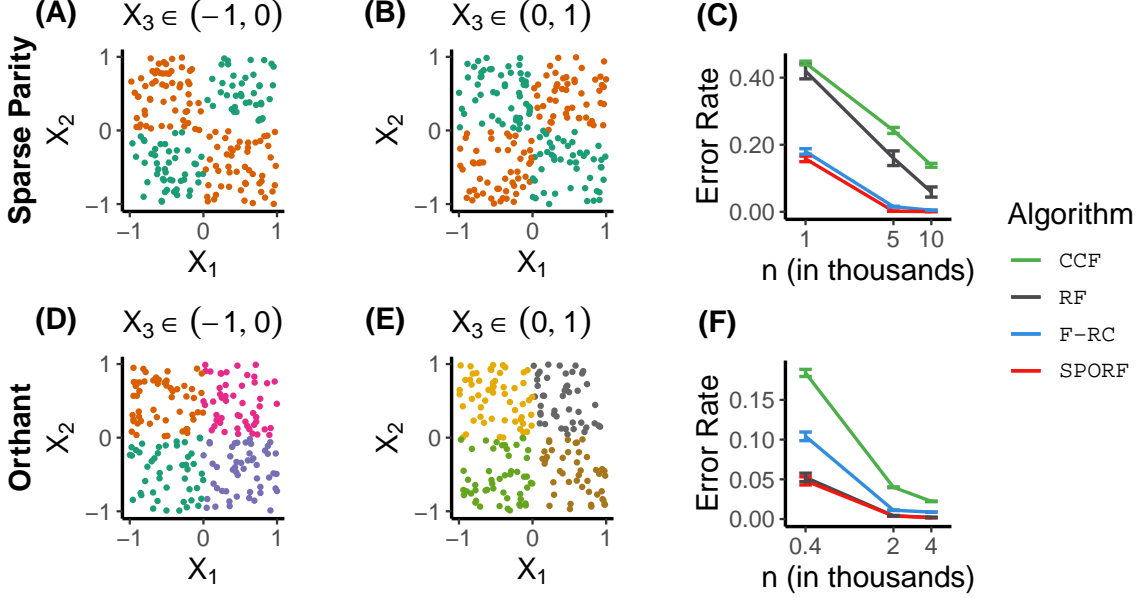 (A) X3 ∈ (−1, 0)
(B) X3 ∈ (0, 1)
(C)
Sparse Parity
X2
1
0
−1
−1 0 1
X1
X2
1
0
−1
−1 0 1
X1
Error Rate
0.40
0.20
0.00
1 5 10
n (in thousands)
Algorithm
CCF
RF
F−RC
SPORF
(D) X3 ∈ (−1, 0)
(E) X3 ∈ (0, 1)
(F)
Orthant
X2
1
0
−1
−1 0 1
X1
X2
1
0
−1
−1 0 1
X1
Error Rate
0.15
0.10
0.05
0.00
0.4 2 4
n (in thousands)